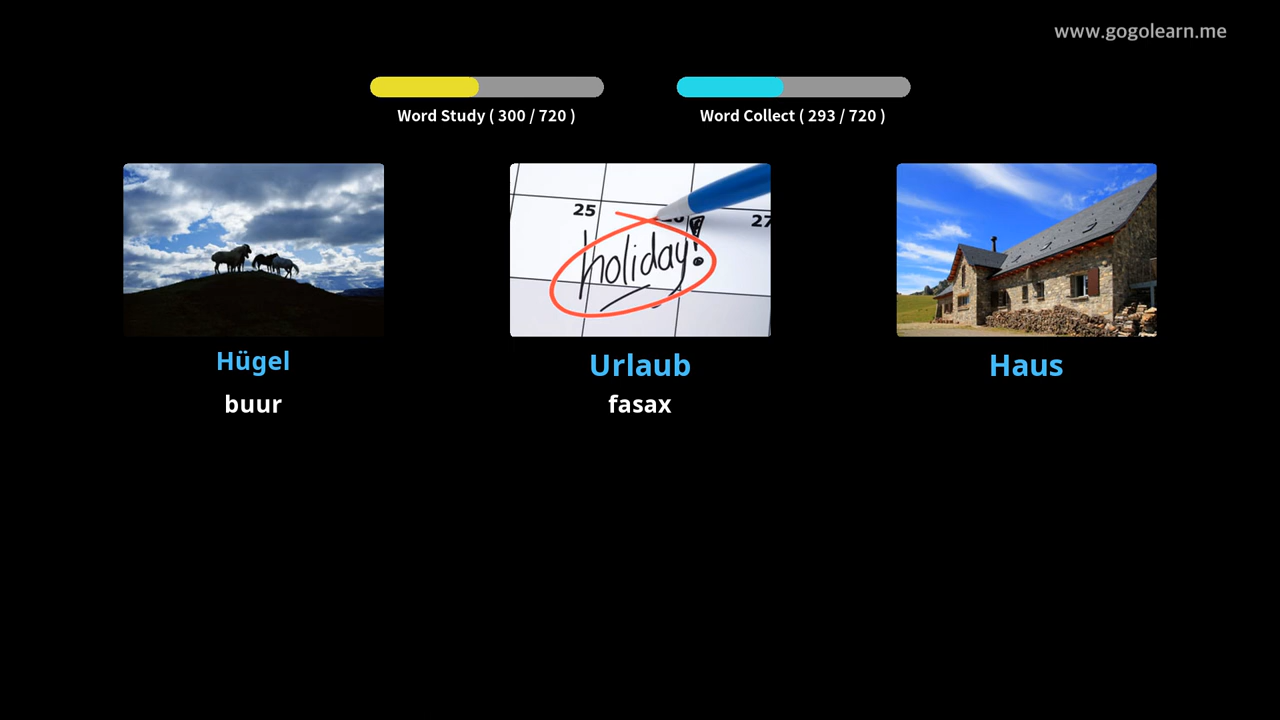 www.gogolearn.me
Word Study ( 300 / 720 )
Word Collect ( 293 / 720 )
25
27
holiday!
Hügel
Urlaub
Haus
buur
fasax